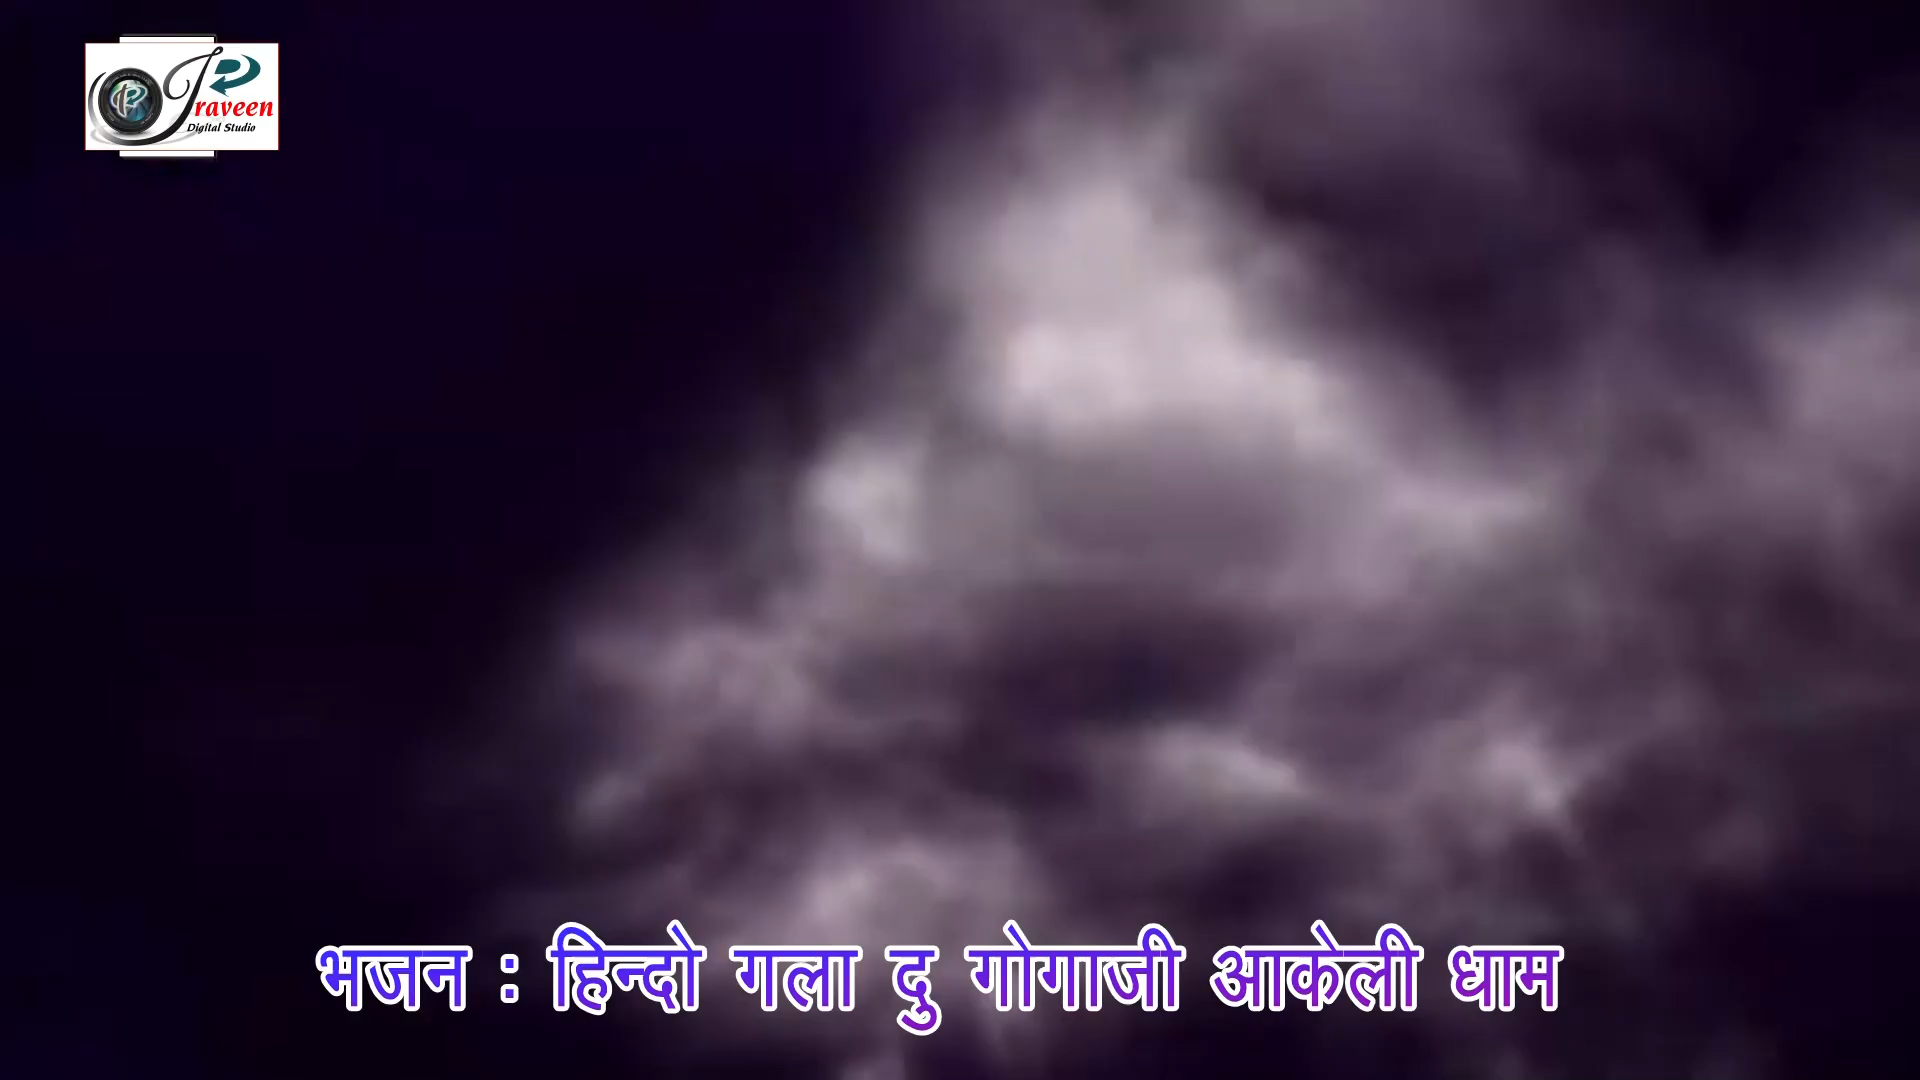 Praveen
Digital Studio
भजन : हिन्दो गला दु गोगाजी आकेली धाम